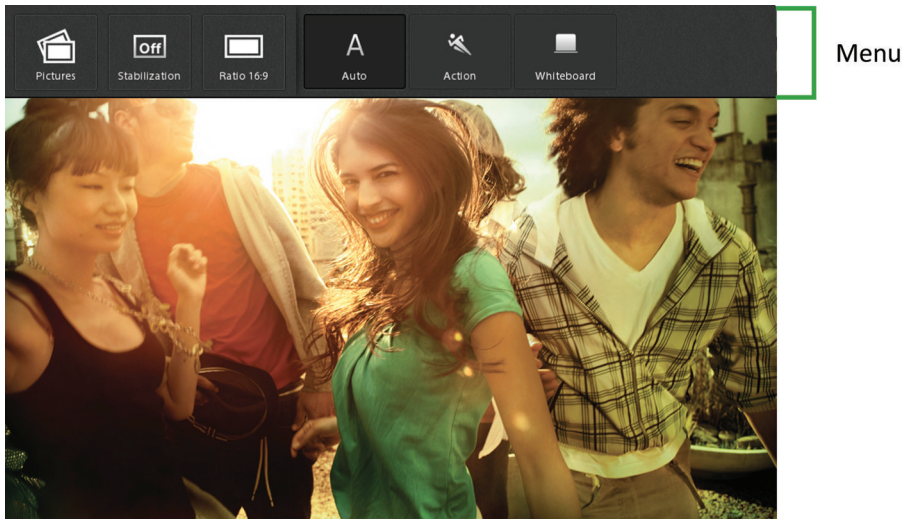 Off
Pictures
Stabilization
Ratio 16:9
A
Auto
Action
Whiteboard
Menu